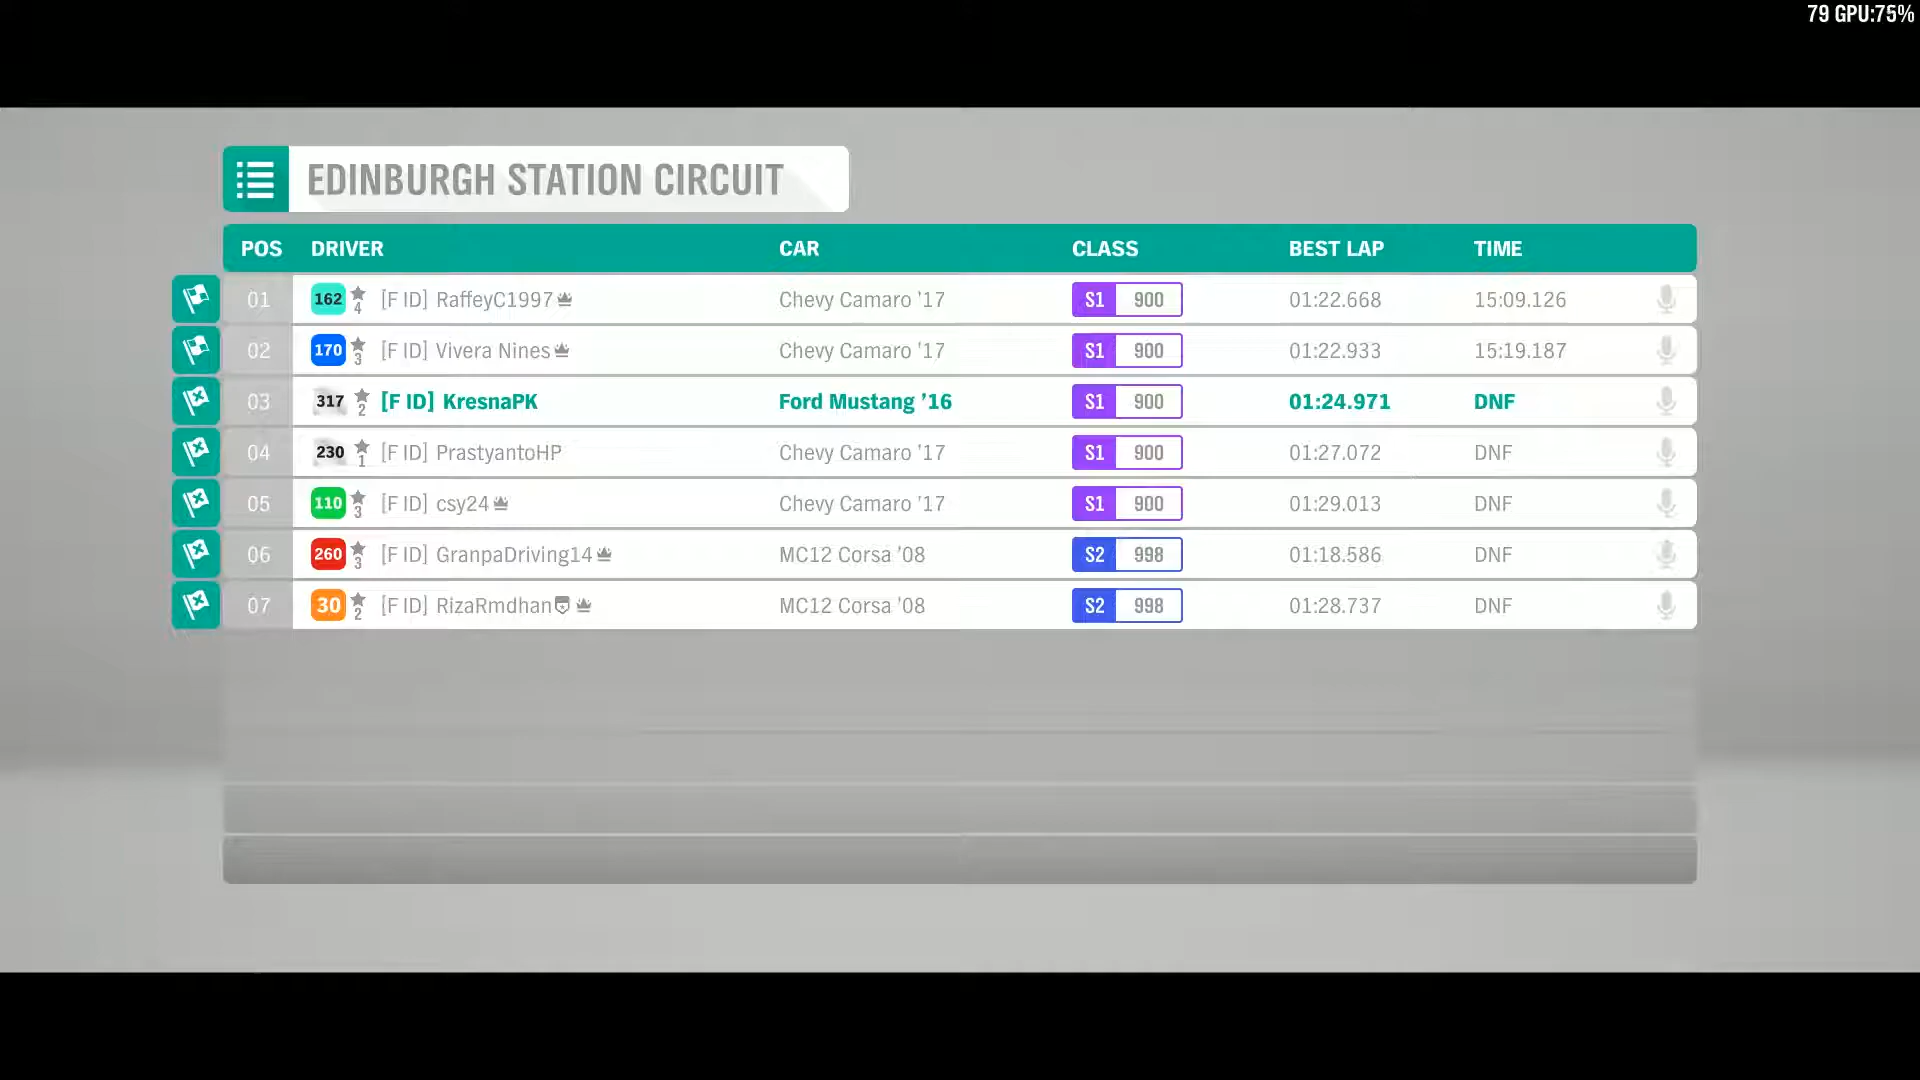 79 GPU:75%
EDINBURGH STATION CIRCUIT
POS DRIVER CAR CLASS BEST LAP TIME
01 162 4 [F ID] RaffeyC1997 Chevy Camaro '17 S1 900 01:22.668 15:09.126
02 170 3 [F ID] Vivera Nines Chevy Camaro '17 S1 900 01:22.933 15:19.187
03 317 2 [F ID] KresnaPK Ford Mustang '16 S1 900 01:24.971 DNF
04 230 1 [F ID] PrastyantoHP Chevy Camaro '17 S1 900 01:27.072 DNF
05 110 3 [F ID] csy24 Chevy Camaro '17 S1 900 01:29.013 DNF
06 260 3 [F ID] GranpaDriving14 MC12 Corsa '08 S2 998 01:18.586 DNF
07 30 2 [F ID] RizaRmdhan MC12 Corsa '08 S2 998 01:28.737 DNF